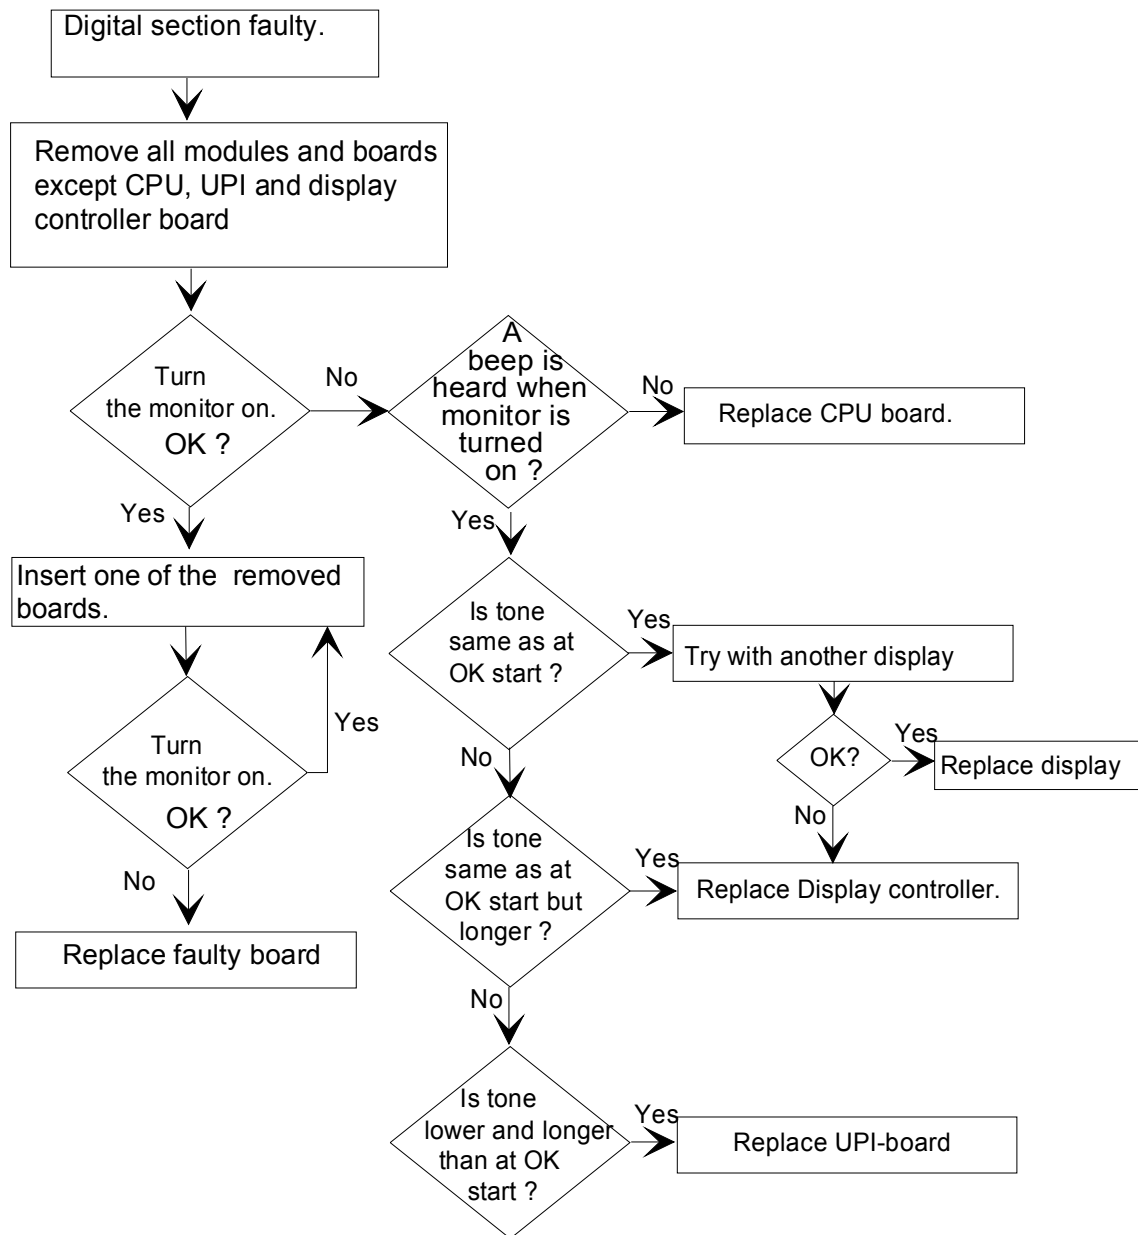 Digital section faulty.
Remove all modules and boards
except CPU, UPI and display
controller board
Turn
the monitor on.
OK ?
No
A
beep is
heard when
monitor is
turned
on ?
No
Replace CPU board.
Yes
Insert one of the removed
boards.
Yes
Is tone
same as at
OK start ?
Yes
Try with another display
Turn
the monitor on.
OK ?
Yes
No
OK?
Yes
Replace display
No
Is tone
same as at
OK start but
longer ?
Yes
Replace Display controller.
No
Replace faulty board
No
Is tone
lower and longer
than at OK
start ?
Yes
Replace UPI-board